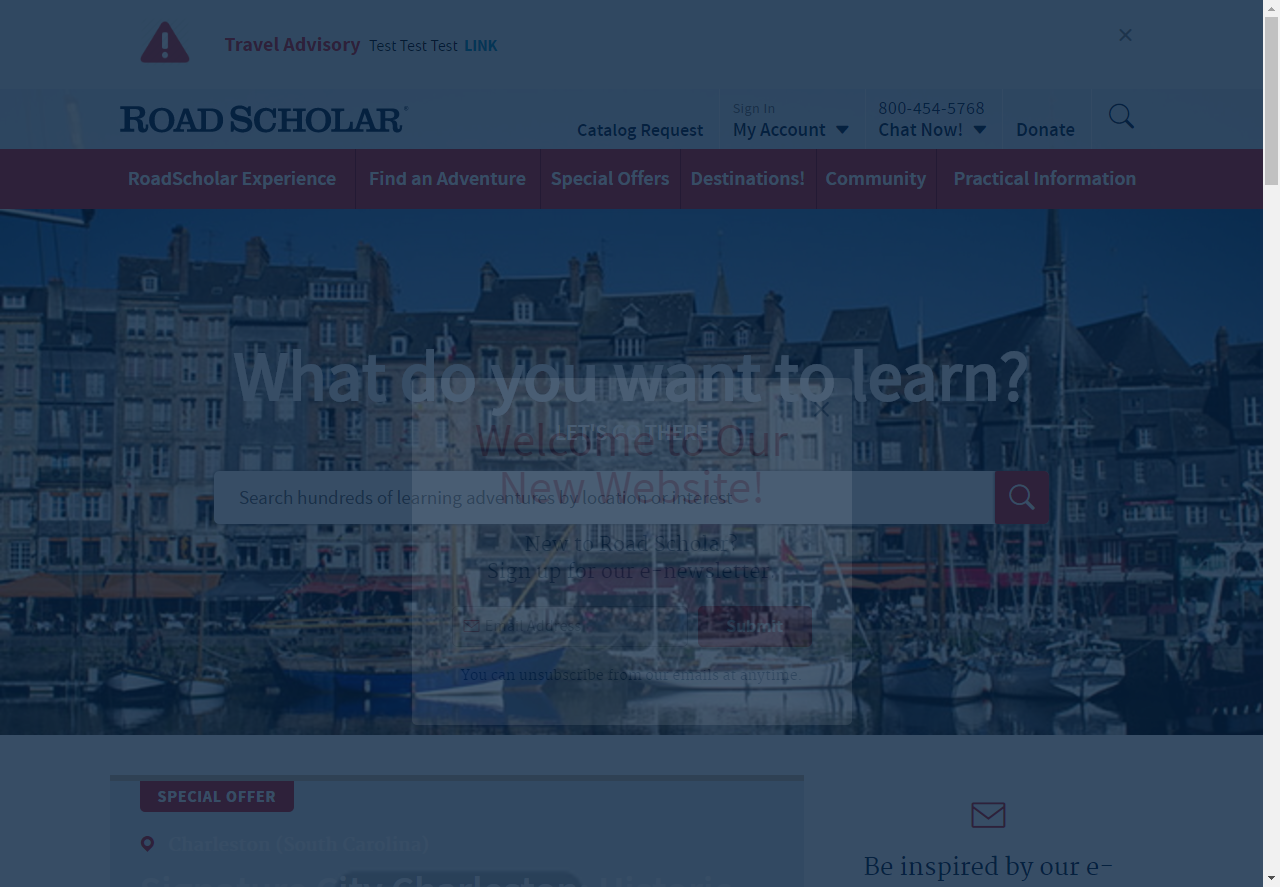 Travel Advisory Test Test Test LINK
ROAD SCHOLAR®
Catalog Request
Sign In
My Account
800-454-5768
Chat Now!
Donate
RoadScholar Experience
Find an Adventure
Special Offers
Destinations!
Community
Practical Information
What do you want to learn?
LET'S GO THERE!
Search hundreds of learning adventures by location or interest
Welcome to Our
New Website!
New to Road Scholar?
Sign up for our e-newsletter
Email Address
Submit
You can unsubscribe from our emails at anytime.
SPECIAL OFFER
Charleston (South Carolina)
City Charleston
Be inspired by our e-